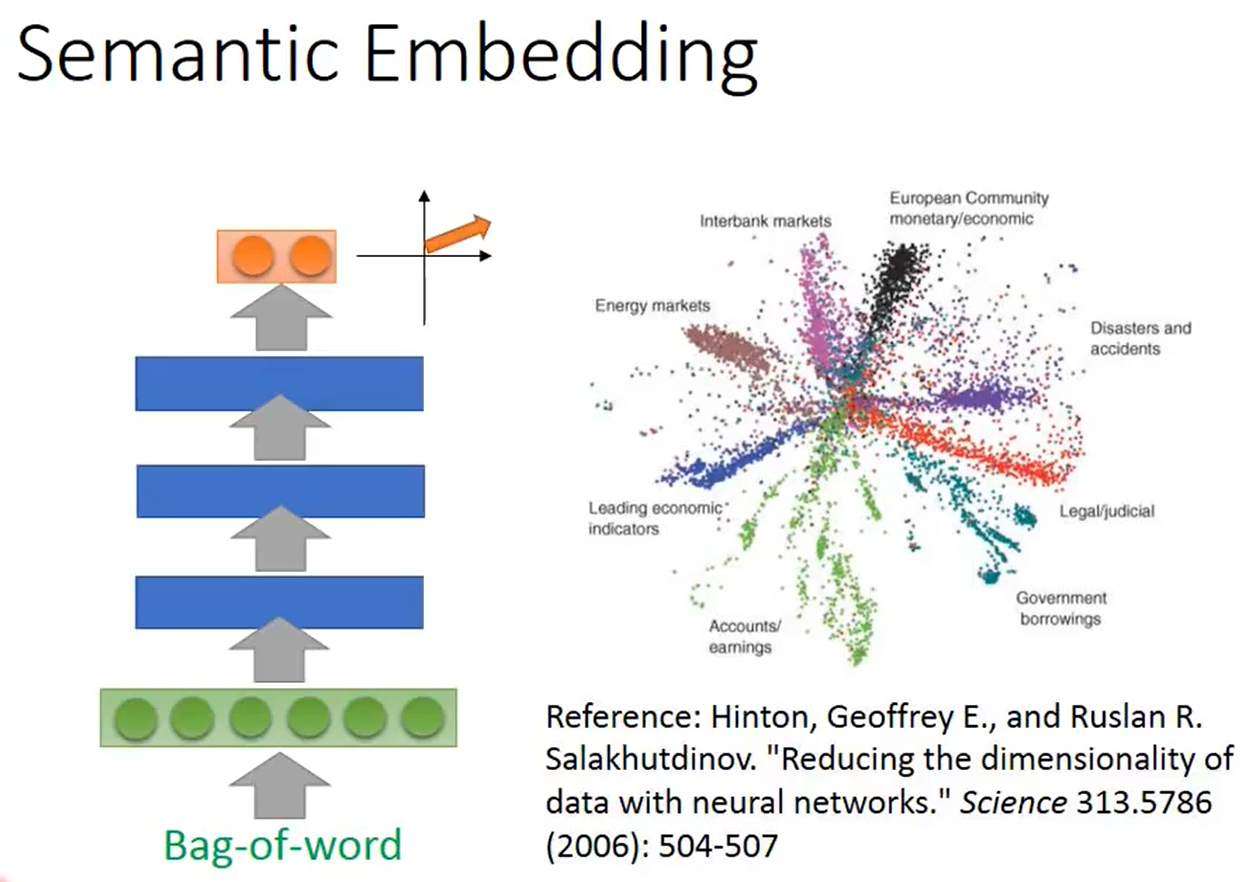 Semantic Embedding
European Community
monetary/economic
Interbank markets
Energy markets
Disasters and
accidents
Leading economic
indicators
Legal/judicial
Government
borrowings
Accounts/
earnings
Bag-of-word
Reference: Hinton, Geoffrey E., and Ruslan R.
Salakhutdinov. "Reducing the dimensionality of
data with neural networks." Science 313.5786
(2006): 504-507